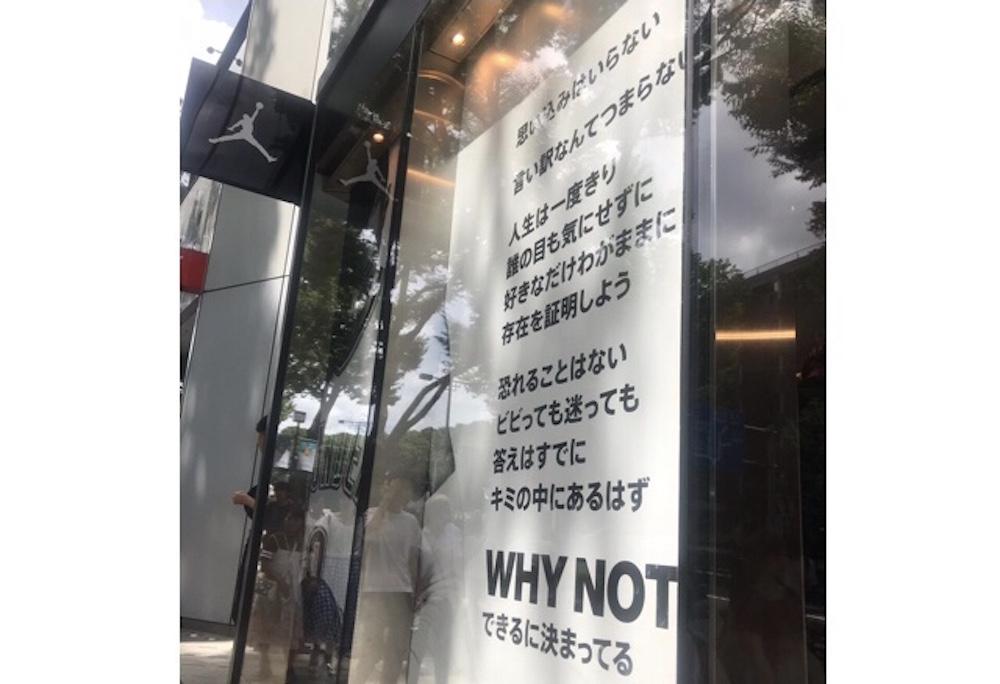 思い込みはいらない
言い訳なんてつまらない
人生は一度きり
誰の目も気にせずに
好きなだけわがままに
存在を証明しよう
恐れることはない
ビビっても迷っても
答えはすでに
キミの中にあるはず
WHY NOT
できるに決まってる